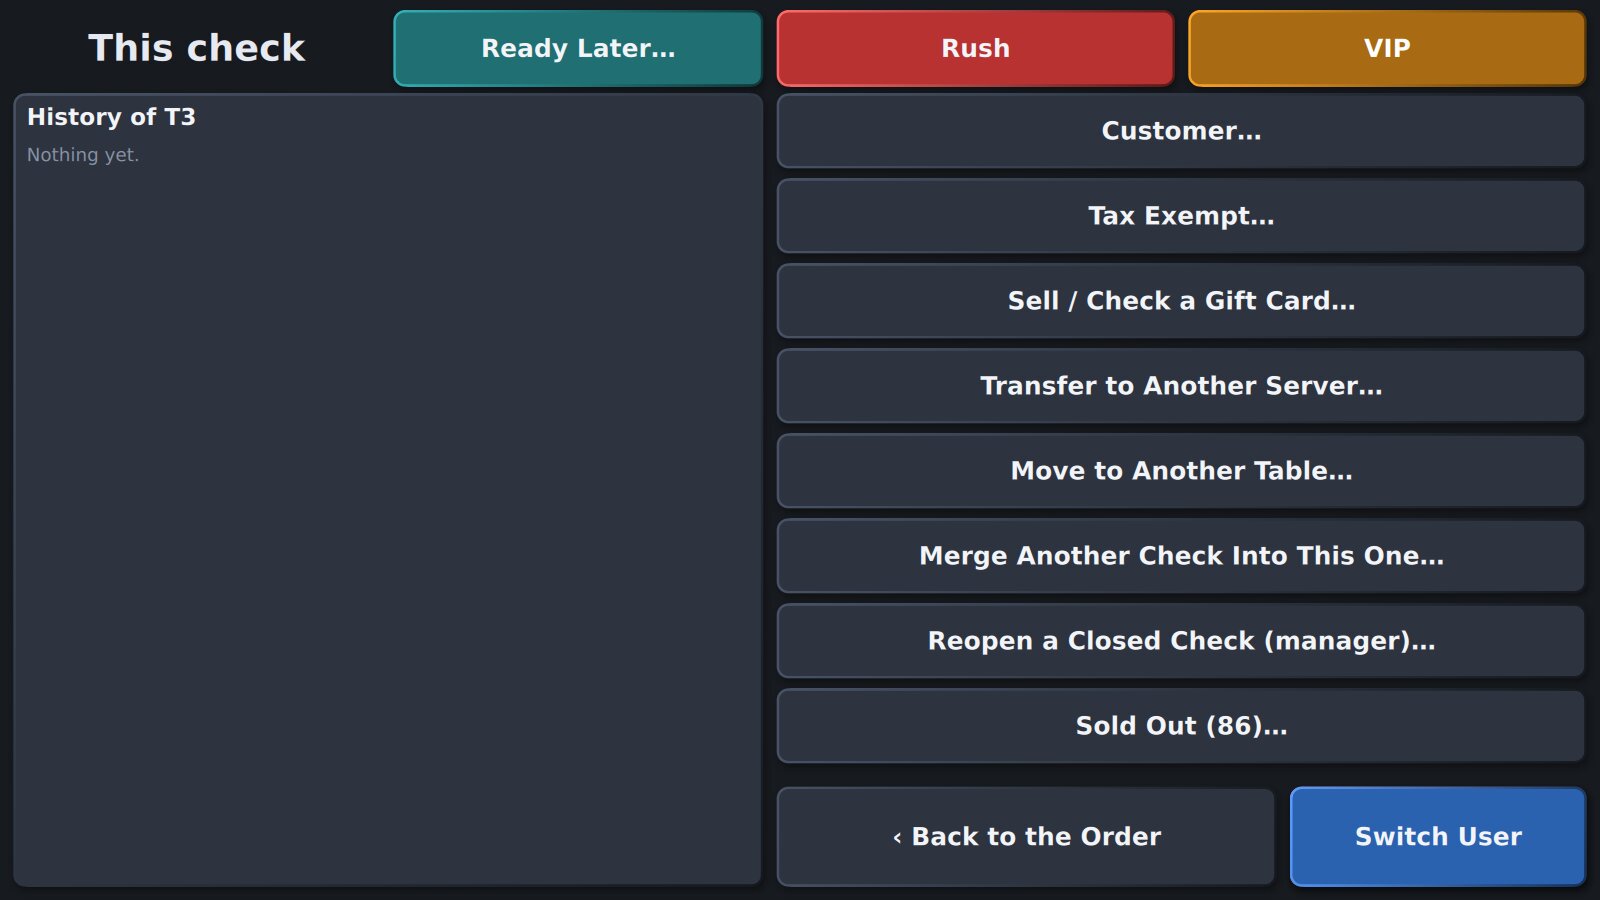 This check
Ready Later…
Rush
VIP
History of T3
Nothing yet.
Customer…
Tax Exempt…
Sell / Check a Gift Card…
Transfer to Another Server…
Move to Another Table…
Merge Another Check Into This One…
Reopen a Closed Check (manager)…
Sold Out (86)…
‹ Back to the Order
Switch User